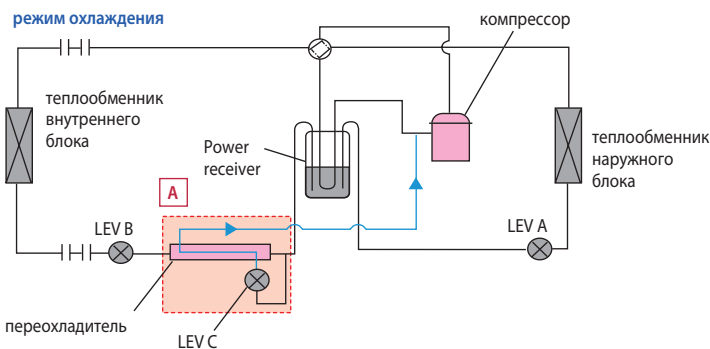 режим охлаждения
компрессор
теплообменник
внутреннего
блока
Power
receiver
теплообменник
наружного
блока
A
LEV B
LEV A
переохладитель
LEV C